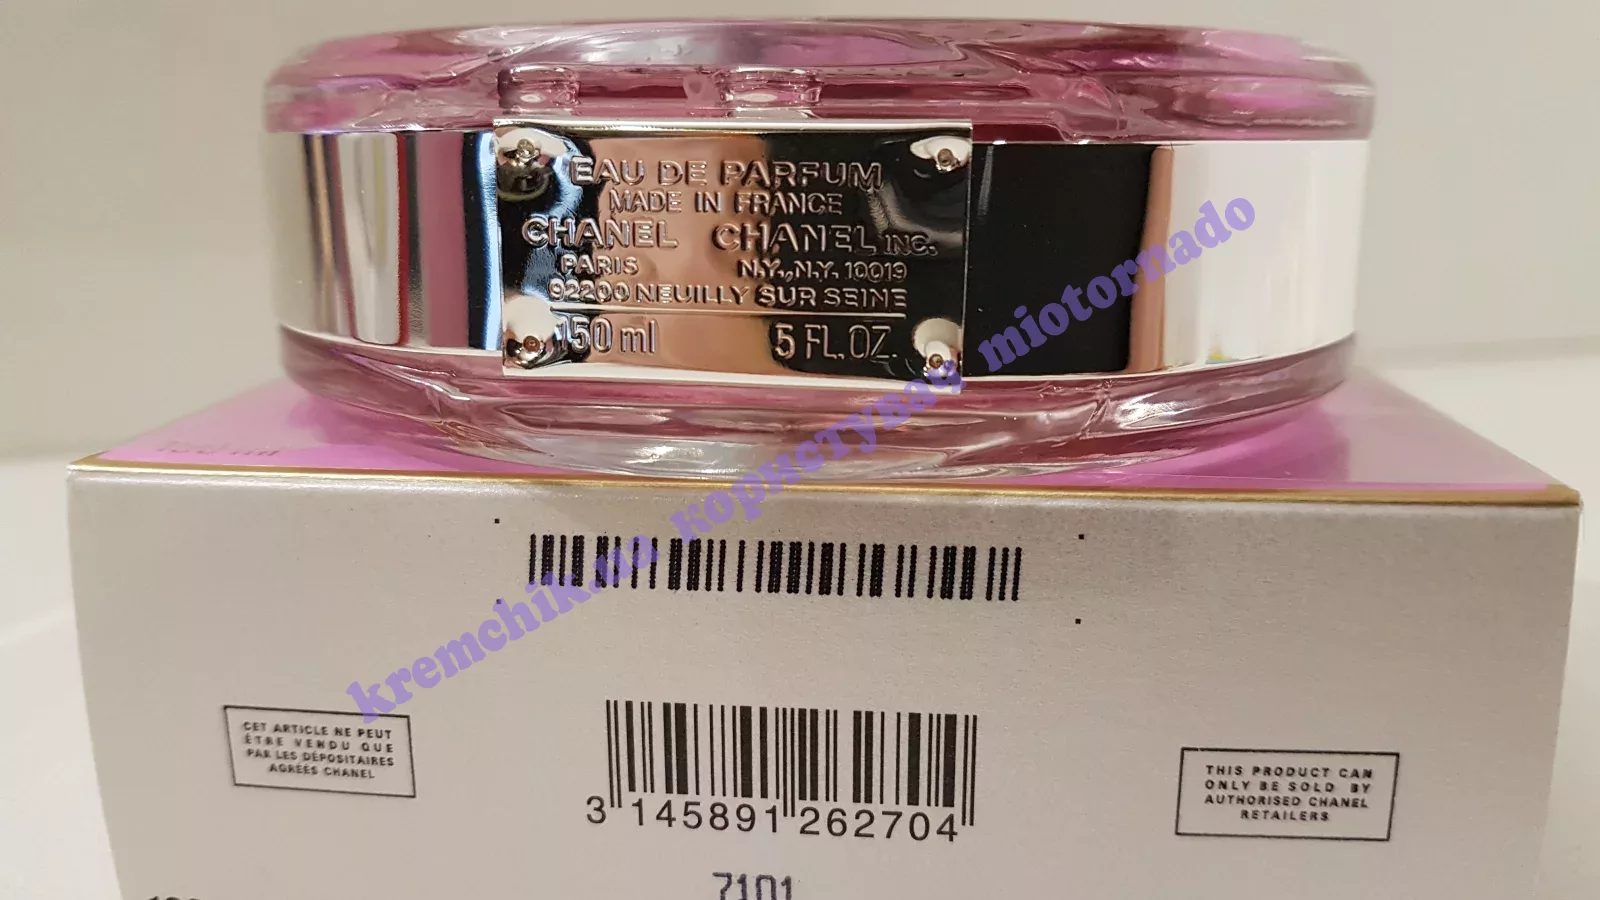 EAU DE PARFUM
MADE IN FRANCE
CHANEL CHANEL INC.
PARIS N.Y., N.Y. 10019
92200 NEUILLY SUR SEINE
150 ml 5 FL. OZ.
150 ml
kremchik.ua користувач miotornado
CET ARTICLE NE PEUT
ÊTRE VENDU QUE
PAR LES DÉPOSITAIRES
AGRÉÉS CHANEL
3 145891 262704
THIS PRODUCT CAN
ONLY BE SOLD BY
AUTHORISED CHANEL
RETAILERS
7101